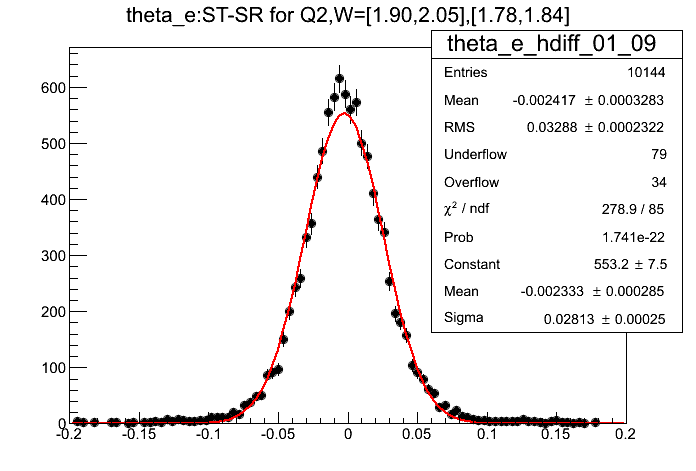 theta_e:ST-SR for Q2,W=[1.90,2.05],[1.78,1.84]
theta_e_hdiff_01_09
Entries 10144
Mean -0.002417 ± 0.0003283
RMS 0.03288 ± 0.0002322
Underflow 79
Overflow 34
χ² / ndf 278.9 / 85
Prob 1.741e-22
Constant 553.2 ± 7.5
Mean -0.002333 ± 0.000285
Sigma 0.02813 ± 0.00025
600
500
400
300
200
100
0
-0.2 -0.15 -0.1 -0.05 0 0.05 0.1 0.15 0.2